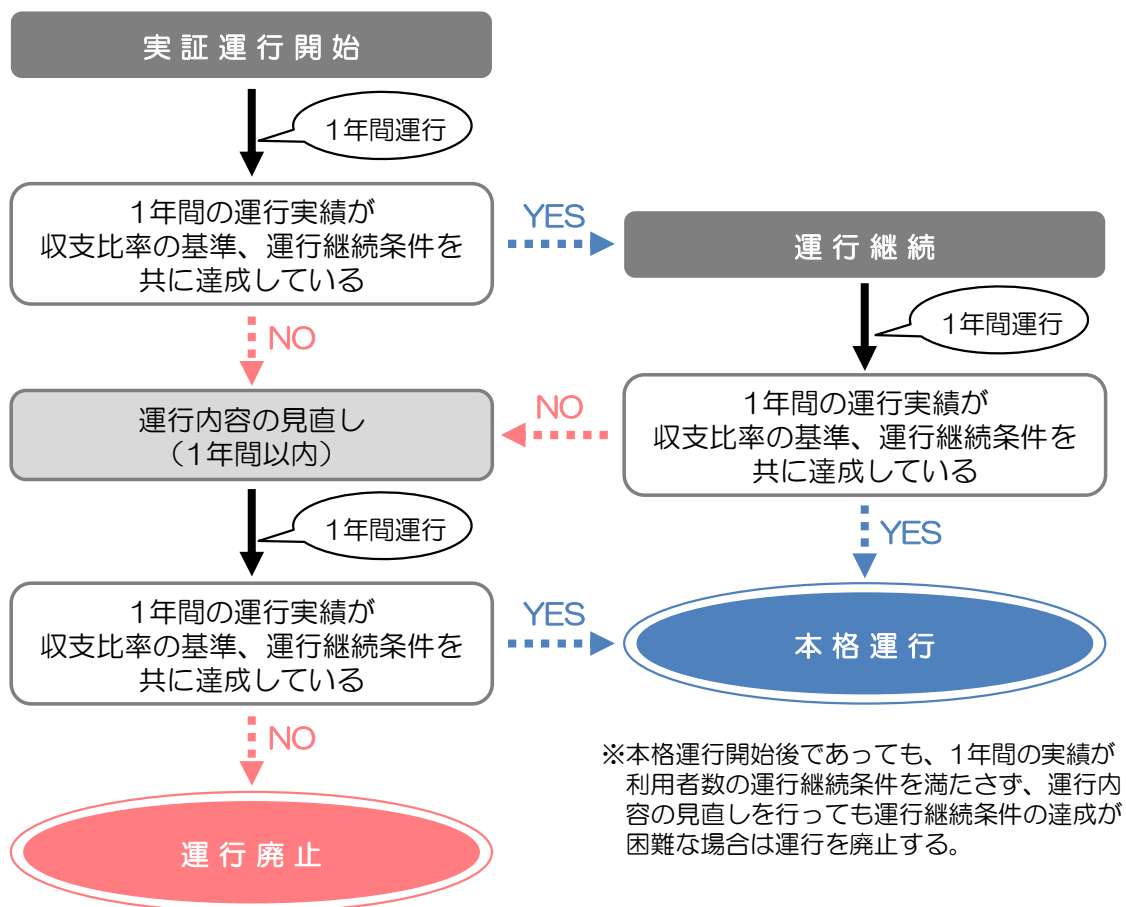 実証運行開始
1年間運行
1年間の運行実績が
収支比率の基準、運行継続条件を
共に達成している
YES
運行継続
NO
1年間運行
運行内容の見直し
（1年間以内）
NO
1年間の運行実績が
収支比率の基準、運行継続条件を
共に達成している
1年間運行
YES
1年間の運行実績が
収支比率の基準、運行継続条件を
共に達成している
YES
本格運行
NO
運行廃止
※本格運行開始後であっても、1年間の実績が
利用者数の運行継続条件を満たさず、運行内
容の見直しを行っても運行継続条件の達成が
困難な場合は運行を廃止する。